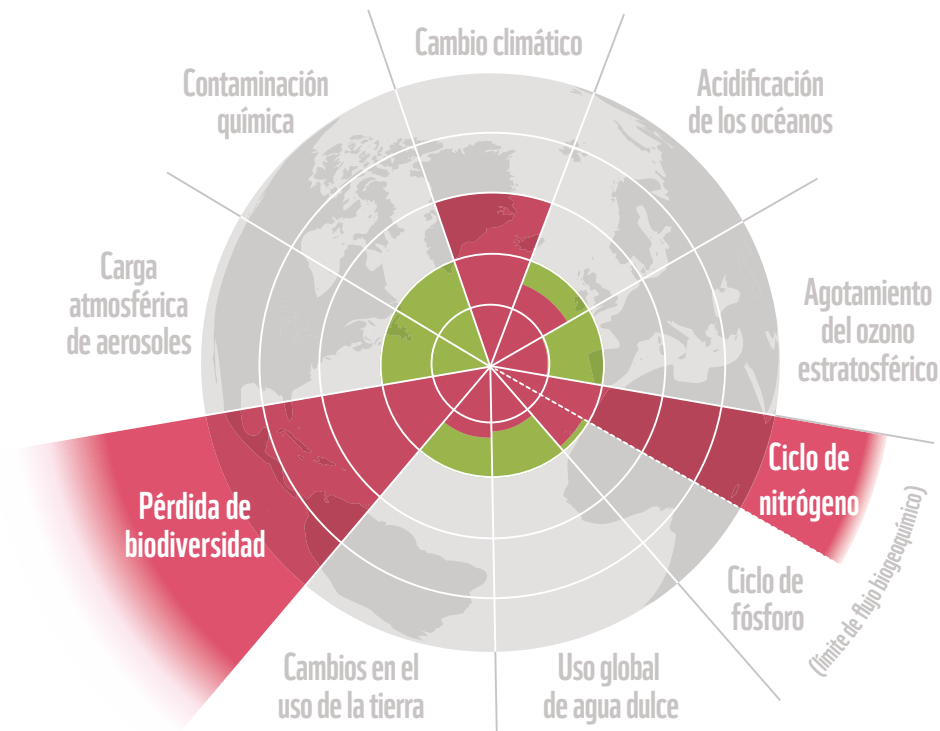 Cambio climático
Contaminación
química
Acidificación
de los océanos
Carga
atmosférica
de aerosoles
Agotamiento
del ozono
estratosférico
Pérdida de
biodiversidad
Ciclo de
nitrógeno
Ciclo de
fósforo
(límite de flujo biogeoquímico)
Cambios en el
uso de la tierra
Uso global
de agua dulce